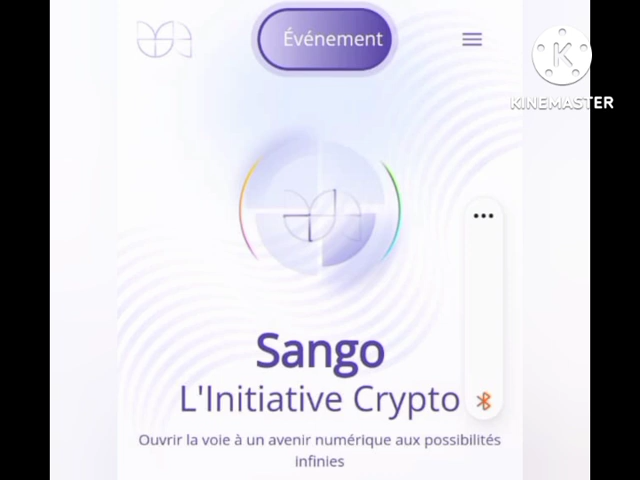 Événement
K
KINEMASTER
Sango
L'Initiative Crypto
Ouvrir la voie à un avenir numérique aux possibilités
infinies